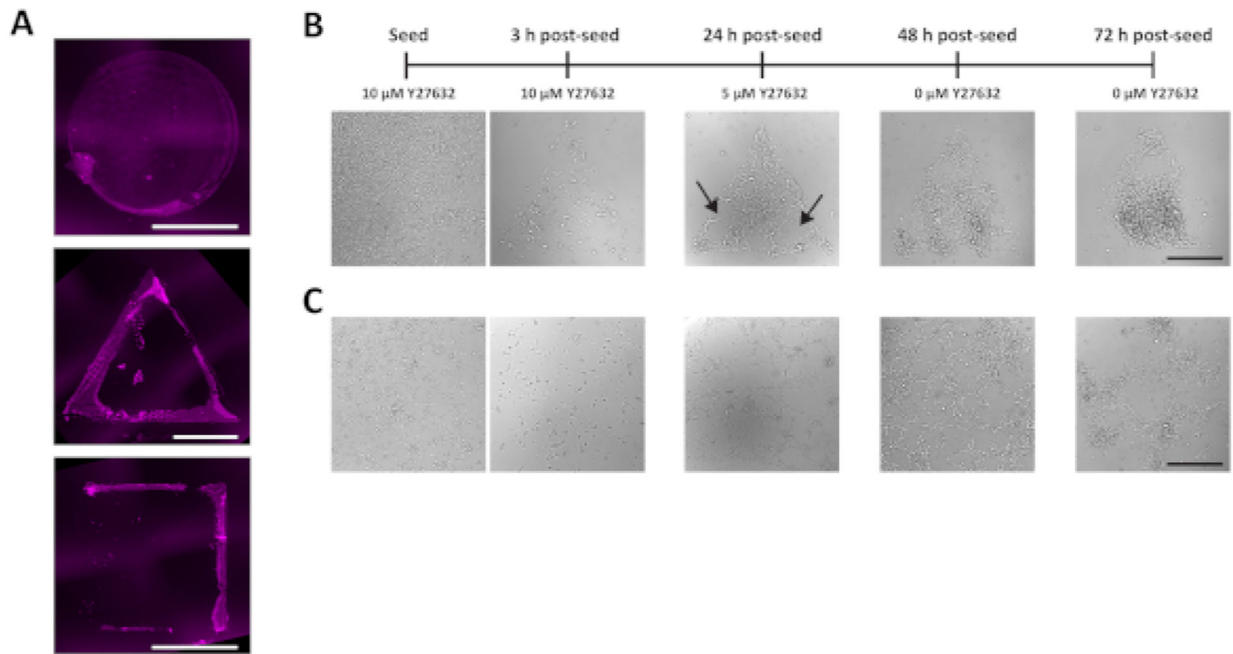 A
B
Seed 3 h post-seed 24 h post-seed 48 h post-seed 72 h post-seed
10 µM Y27632 10 µM Y27632 5 µM Y27632 0 µM Y27632 0 µM Y27632
C